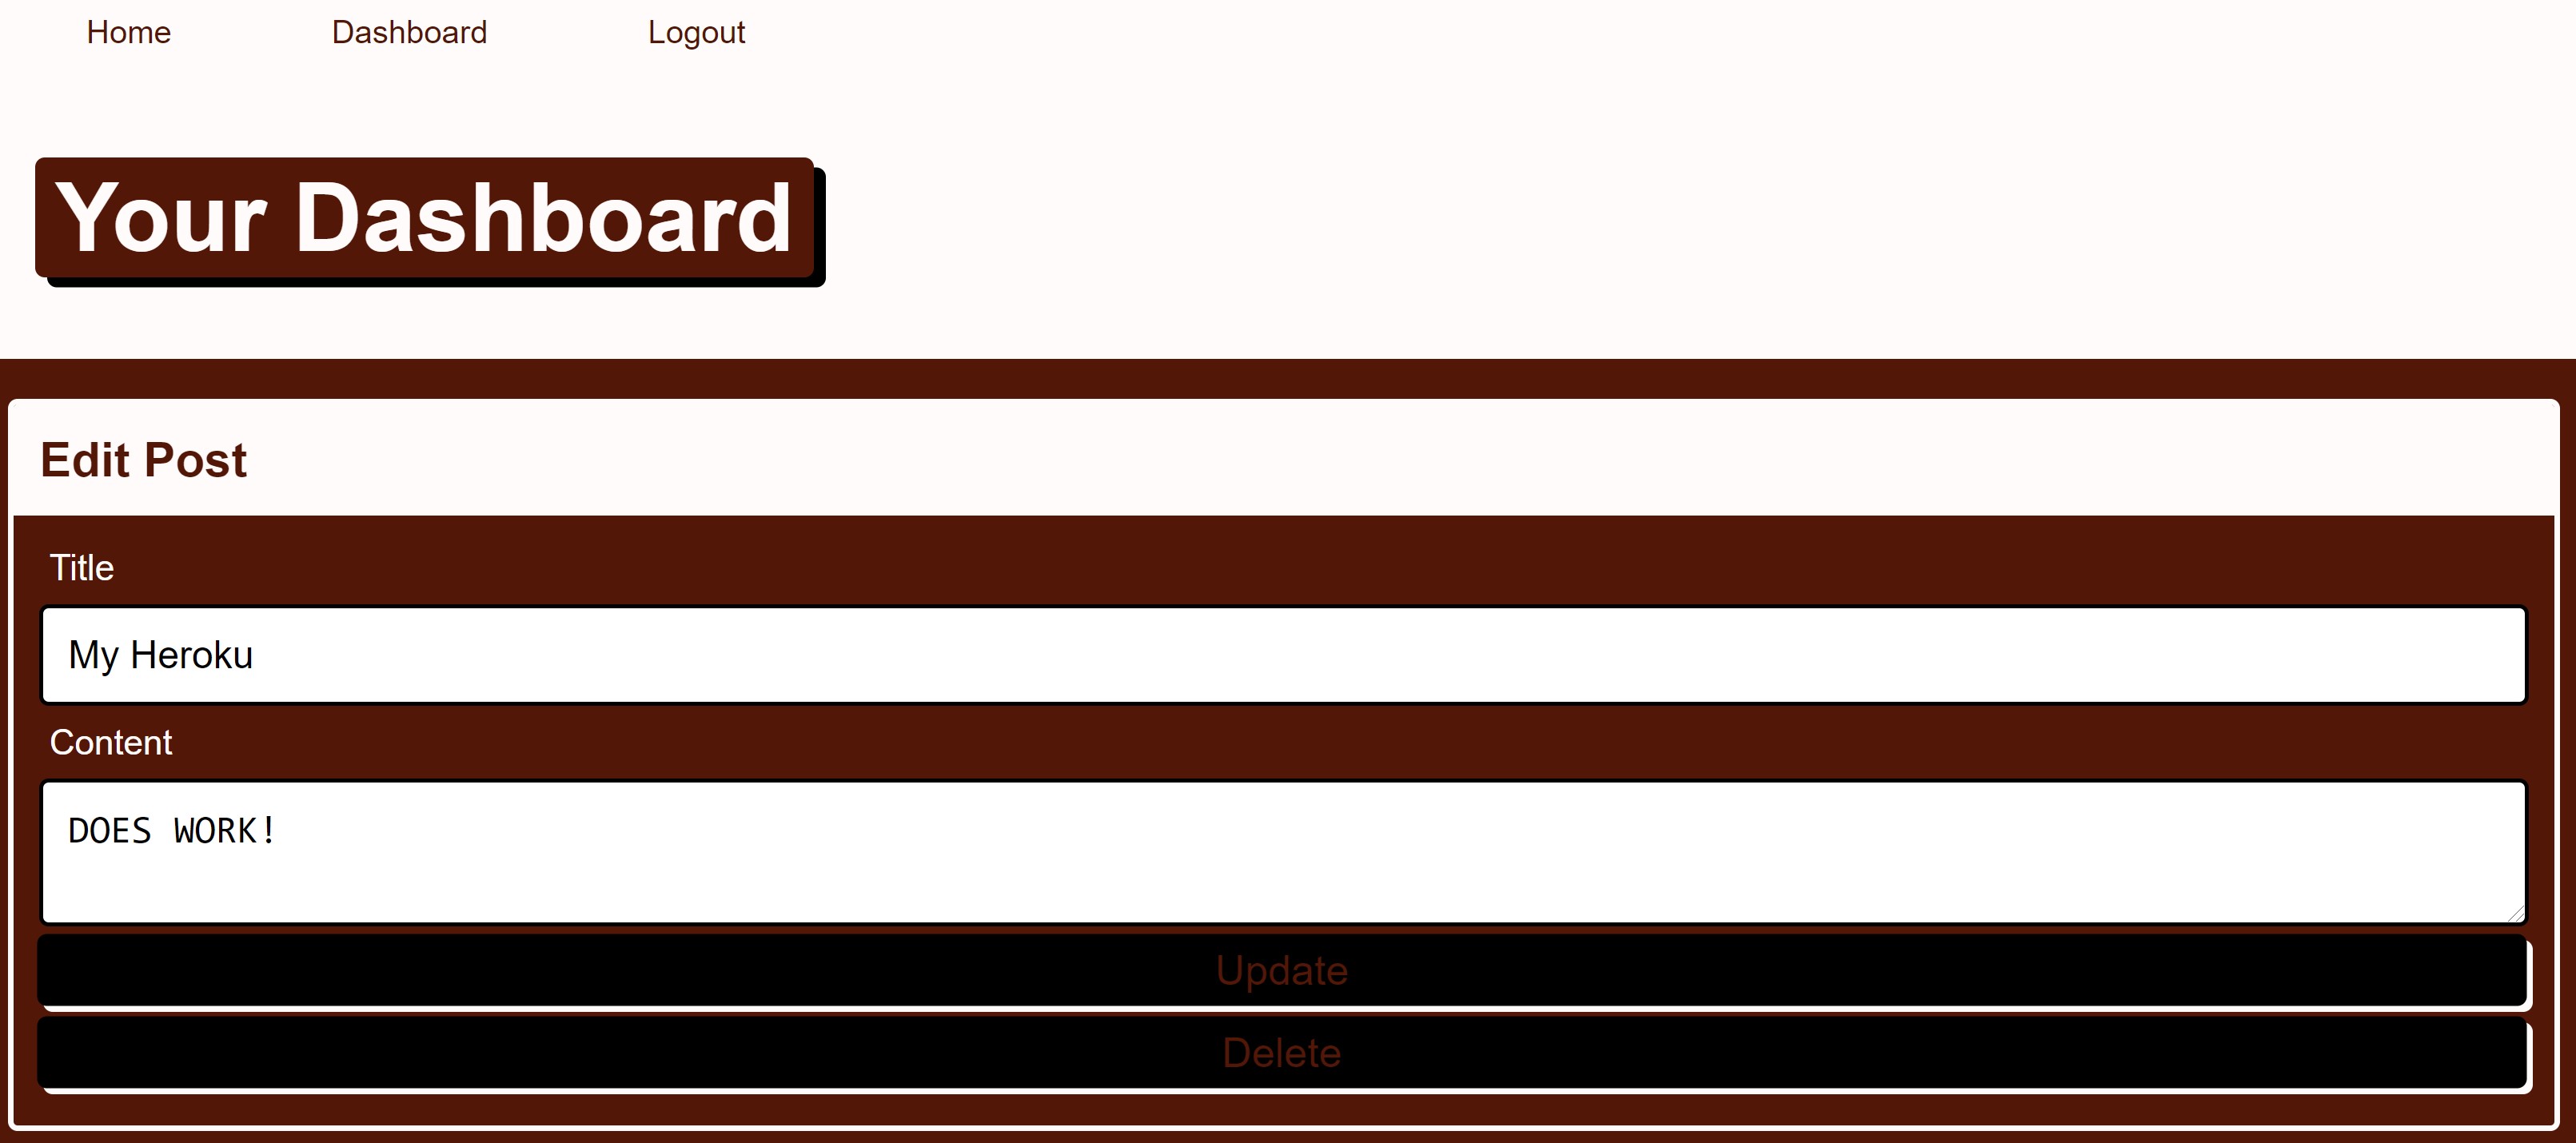 Home Dashboard Logout
Your Dashboard
Edit Post
Title
My Heroku
Content
DOES WORK!
Update
Delete